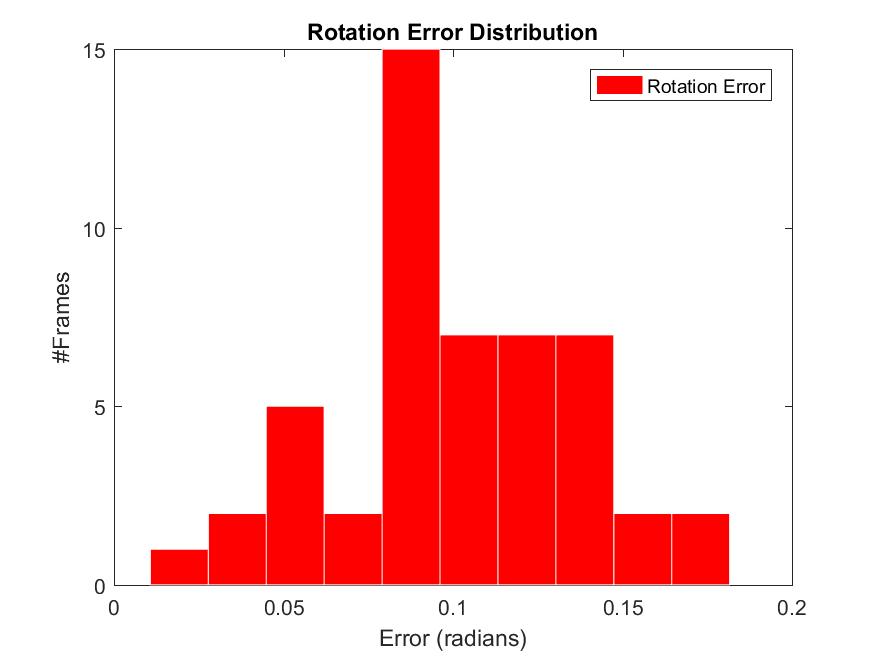 Rotation Error Distribution
Rotation Error
15
10
5
0
#Frames
0 0.05 0.1 0.15 0.2
Error (radians)